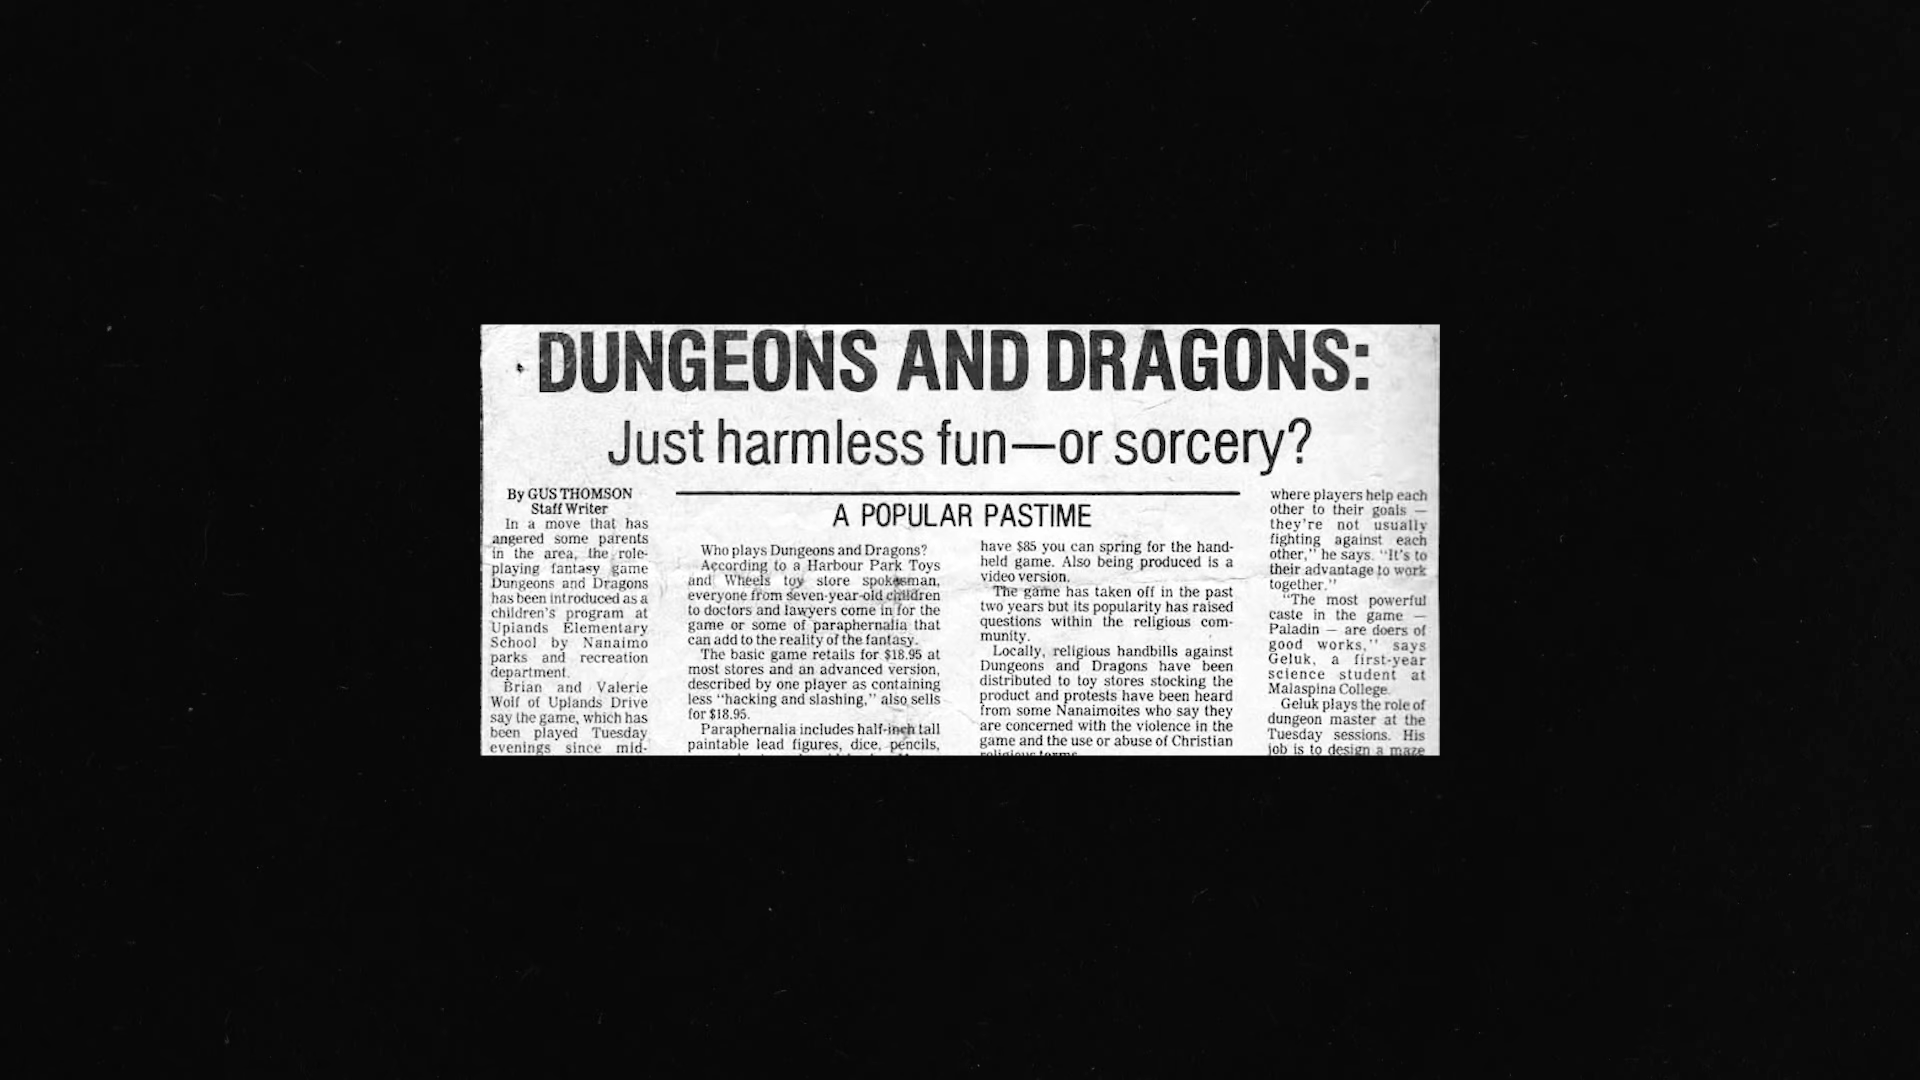 DUNGEONS AND DRAGONS:
Just harmless fun—or sorcery?
By GUS THOMSON
Staff Writer
In a move that has
angered some parents
in the area, the role-
playing fantasy game
Dungeons and Dragons
has been introduced as a
children's program at
Uplands Elementary
School by Nanaimo
parks and recreation
department.
Brian and Valerie
Wolf of Uplands Drive
say the game, which has
been played Tuesday
evenings since mid-
A POPULAR PASTIME
Who plays Dungeons and Dragons?
According to a Harbour Park Toys
and Wheels toy store spokesman,
everyone from seven-year-old children
to doctors and lawyers come in for the
game or some of paraphernalia that
can add to the reality of the fantasy.
The basic game retails for $18.95 at
most stores and an advanced version,
described by one player as containing
less "hacking and slashing," also sells
for $18.95.
Paraphernalia includes half-inch tall
paintable lead figures, dice, pencils,
have $85 you can spring for the hand-
held game. Also being produced is a
video version.
The game has taken off in the past
two years but its popularity has raised
questions within the religious com-
munity.
Locally, religious handbills against
Dungeons and Dragons have been
distributed to toy stores stocking the
product and protests have been heard
from some Nanaimoites who say they
are concerned with the violence in the
game and the use or abuse of Christian
religious terms.
where players help each
other to their goals —
they're not usually
fighting against each
other," he says. "It's to
their advantage to work
together."
"The most powerful
caste in the game —
Paladin — are doers of
good works," says
Geluk, a first-year
science student at
Malaspina College.
Geluk plays the role of
dungeon master at the
Tuesday sessions. His
job is to design a maze